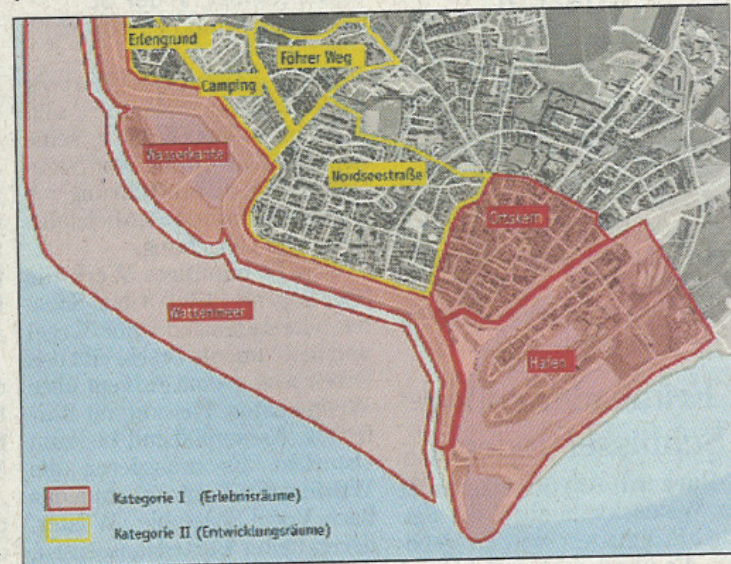 Erlengrund
Föhrer Weg
Camping
Wasserkante
Nordseestraße
Ortskern
Wattenmeer
Hafen
Kategorie I (Erlebnisräume)
Kategorie II (Entwicklungsräume)